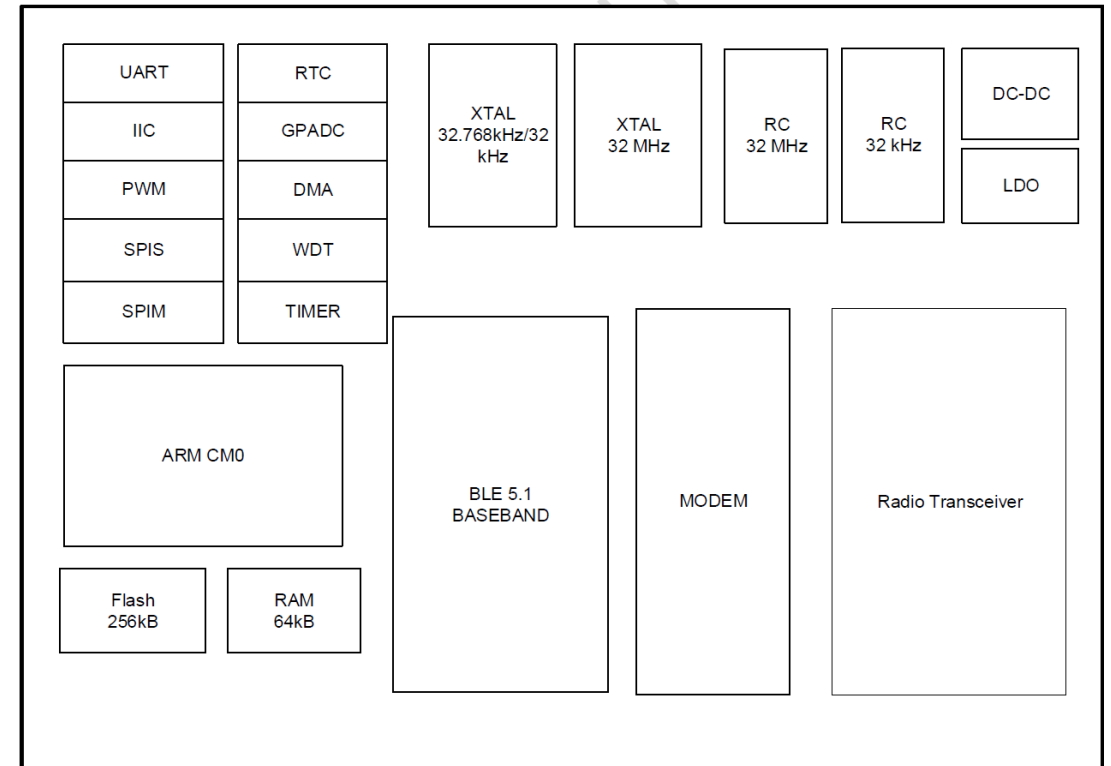 UART
IIC
PWM
SPIS
SPIM
RTC
GPADC
DMA
WDT
TIMER
XTAL
32.768kHz/32
kHz
XTAL
32 MHz
RC
32 MHz
RC
32 kHz
DC-DC
LDO
ARM CM0
Flash
256kB
RAM
64kB
BLE 5.1
BASEBAND
MODEM
Radio Transceiver